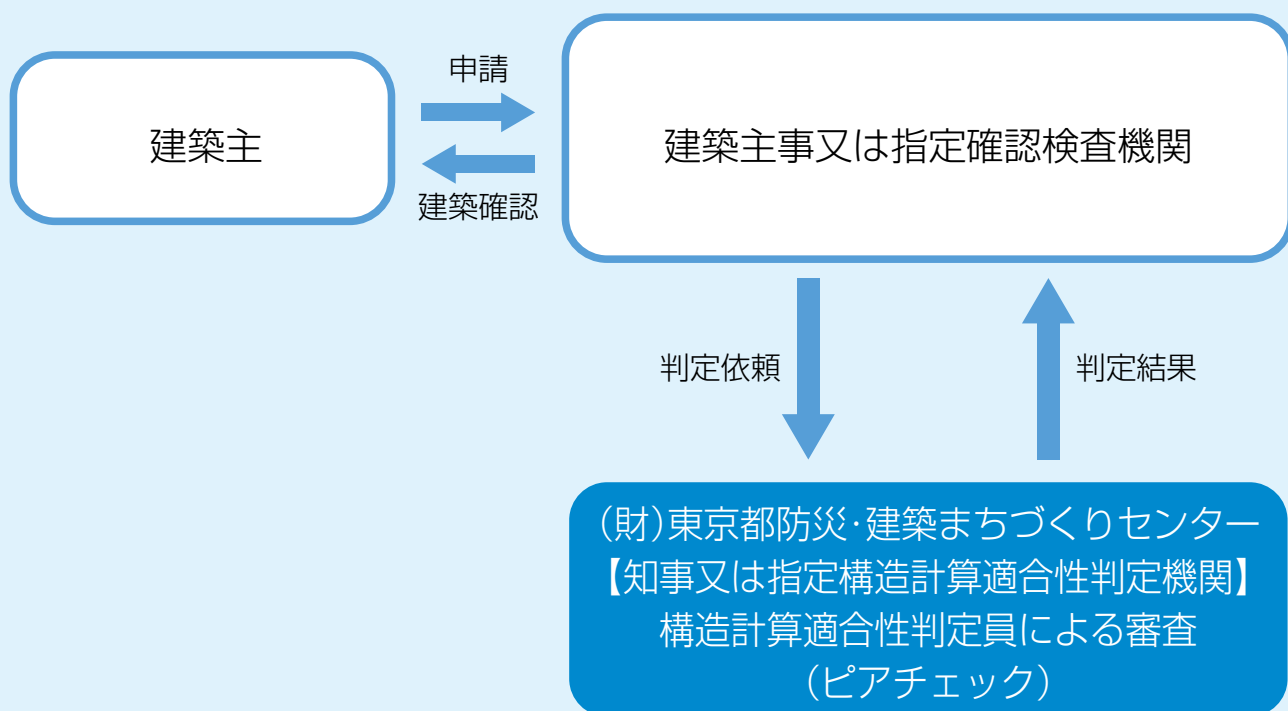 申請
建築主
建築主事又は指定確認検査機関
建築確認
判定依頼
判定結果
(財)東京都防災・建築まちづくりセンター
【知事又は指定構造計算適合性判定機関】
構造計算適合性判定員による審査
(ピアチェック)